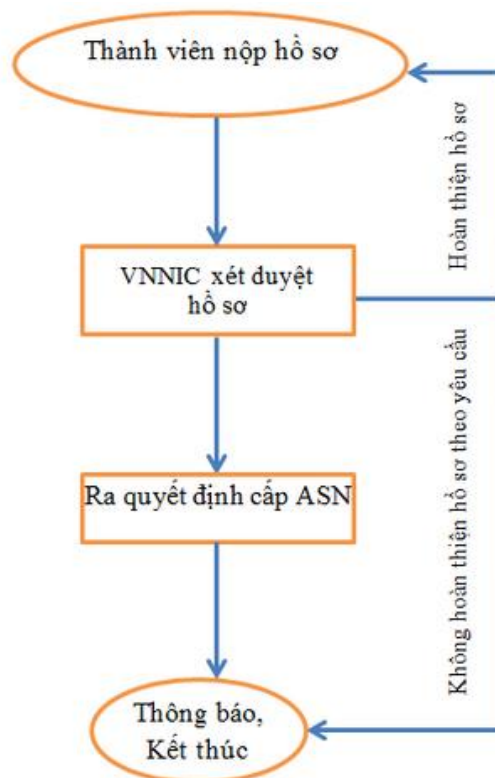 Thành viên nộp hồ sơ
Hoàn thiện hồ sơ
VNNIC xét duyệt
hồ sơ
Không hoàn thiện hồ sơ theo yêu cầu
Ra quyết định cấp ASN
Thông báo,
Kết thúc